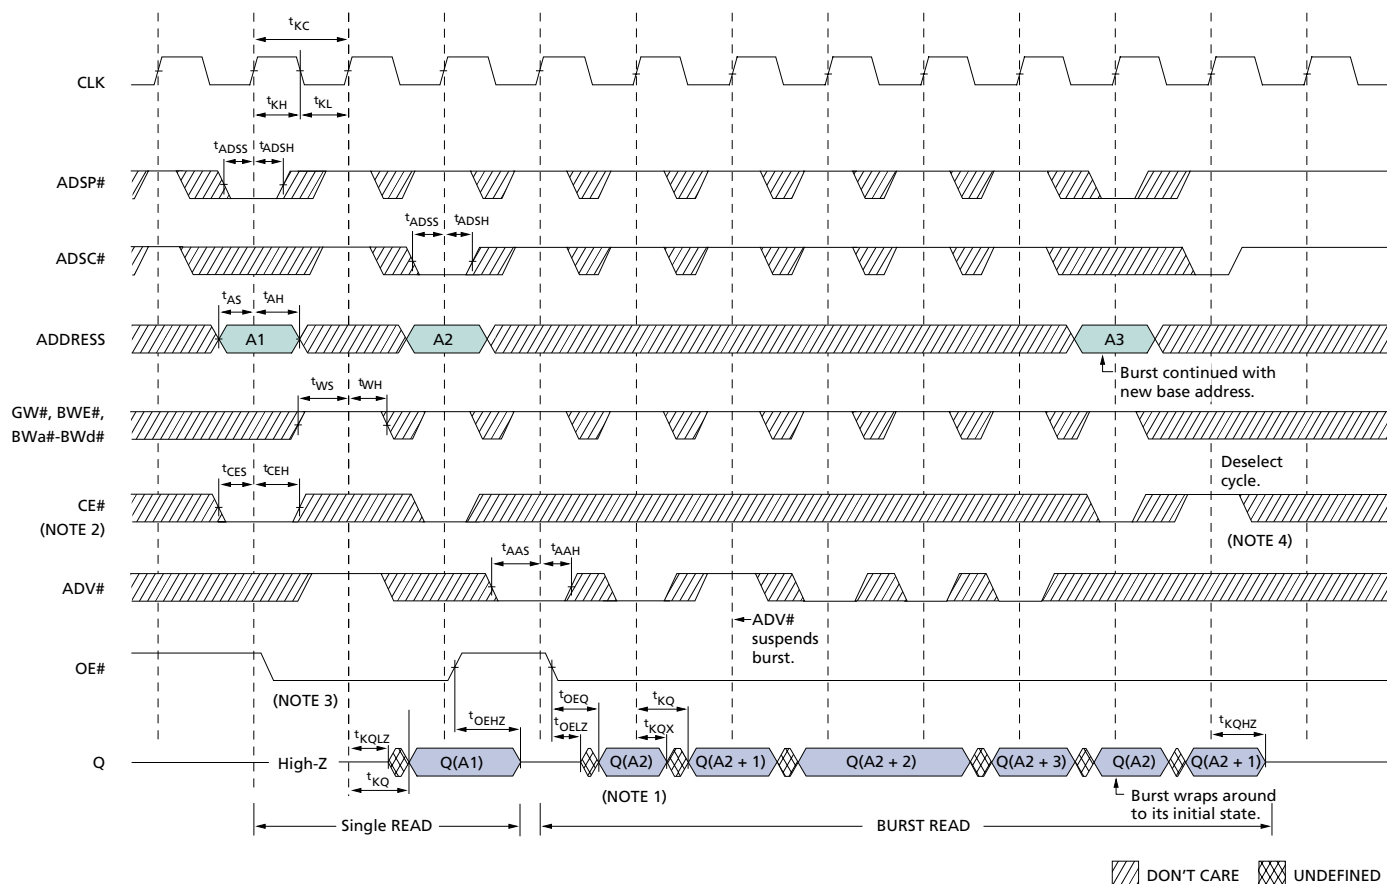 tKC
CLK
tKH
tKL
tADSS
tADSH
ADSP#
tADSS
tADSH
ADSC#
tAS
tAH
ADDRESS
A1
A2
A3
Burst continued with
new base address.
tWS
tWH
GW#, BWE#,
BWa#-BWd#
Deselect
cycle.
tCES
tCEH
CE#
(NOTE 2)
(NOTE 4)
tAAS
tAAH
ADV#
ADV#
suspends
burst.
OE#
(NOTE 3)
tOEHZ
tOEQ
tOELZ
tKQ
tKQX
tKQHZ
tKQLZ
tKQ
Q
High-Z
Q(A1)
Q(A2)
Q(A2 + 1)
Q(A2 + 2)
Q(A2 + 3)
Q(A2)
Q(A2 + 1)
(NOTE 1)
Burst wraps around
to its initial state.
Single READ
BURST READ
DON'T CARE
UNDEFINED